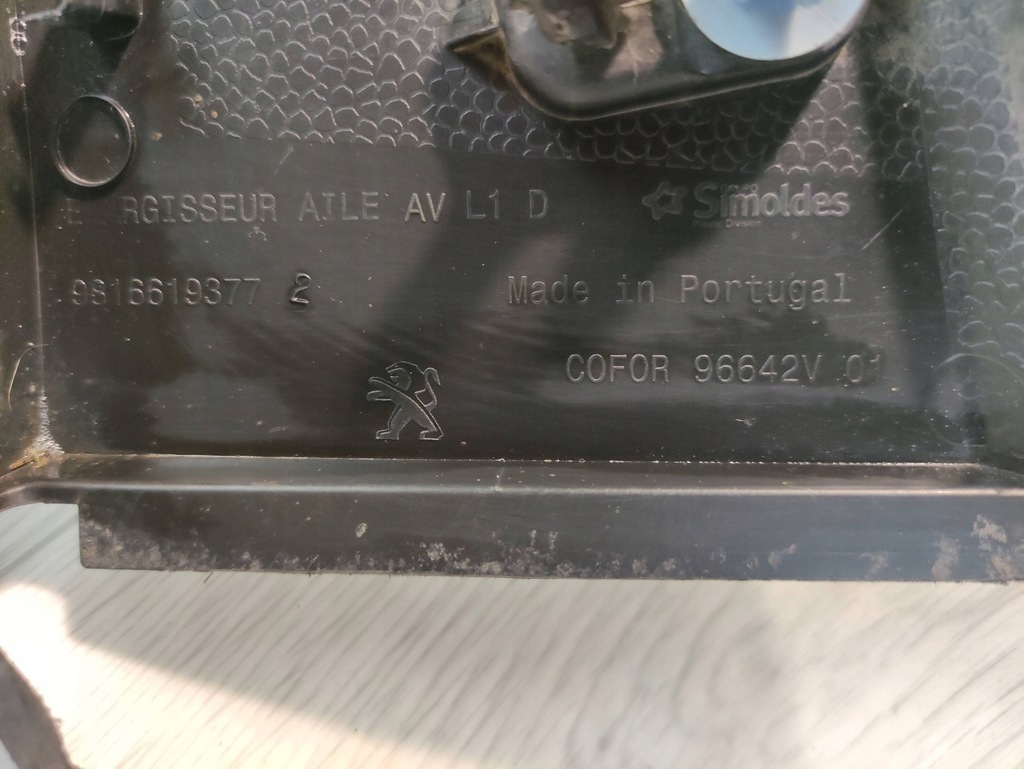 E RGISSEUR AILE AV L1 D
Simoldes
9816619377 2
Made in Portugal
COFOR 96642V 01